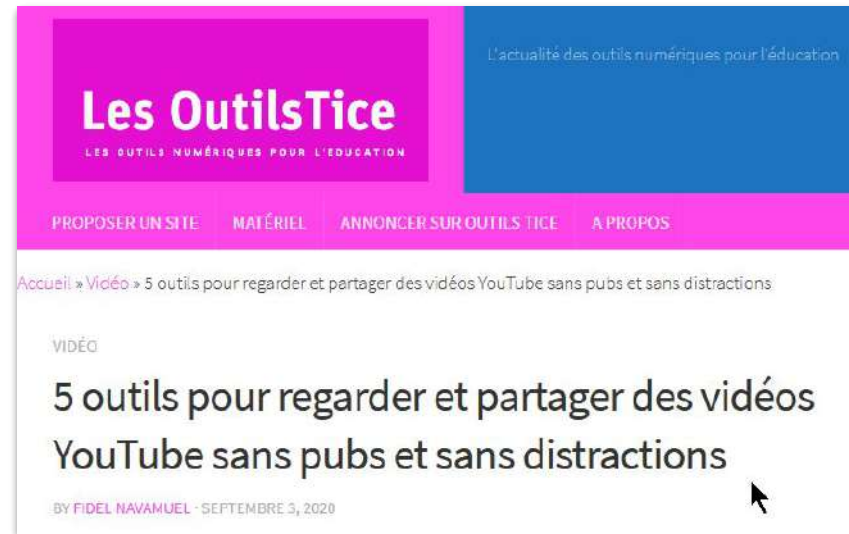 L'actualité des outils numériques pour l'éducation
Les OutilsTice
LES OUTILS NUMÉRIQUES POUR L'EDUCATION
PROPOSER UN SITE MATÉRIEL ANNONCER SUR OUTILS TICE A PROPOS
Accueil » Vidéo » 5 outils pour regarder et partager des vidéos YouTube sans pubs et sans distractions
VIDÉO
5 outils pour regarder et partager des vidéos
YouTube sans pubs et sans distractions
BY FIDEL NAVAMUEL · SEPTEMBRE 3, 2020